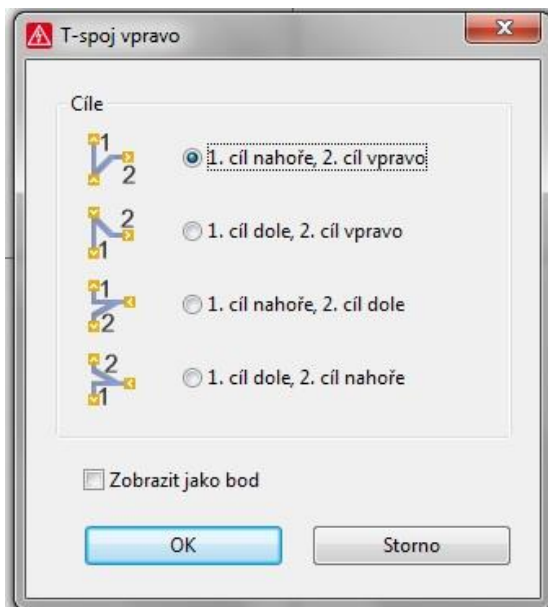 T-spoj vpravo
Cíle
1
2
1. cíl nahoře, 2. cíl vpravo
2
1
1. cíl dole, 2. cíl vpravo
1
2
1. cíl nahoře, 2. cíl dole
2
1
1. cíl dole, 2. cíl nahoře
Zobrazit jako bod
OK
Storno